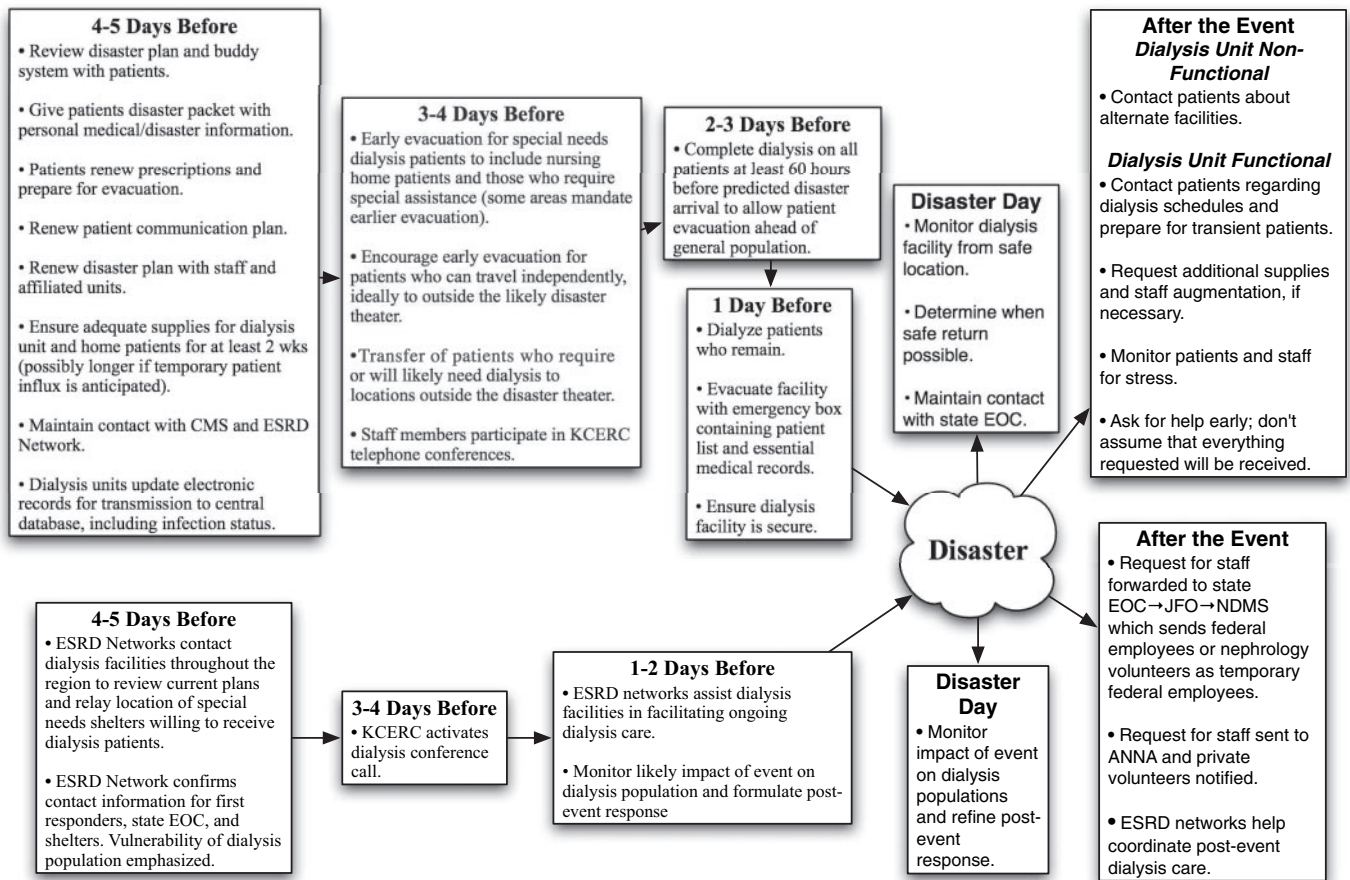 4-5 Days Before
• Review disaster plan and buddy
system with patients.
• Give patients disaster packet with
personal medical/disaster information.
• Patients renew prescriptions and
prepare for evacuation.
• Renew patient communication plan.
• Renew disaster plan with staff and
affiliated units.
• Ensure adequate supplies for dialysis
unit and home patients for at least 2 wks
(possibly longer if temporary patient
influx is anticipated).
• Maintain contact with CMS and ESRD
Network.
• Dialysis units update electronic
records for transmission to central
database, including infection status.
3-4 Days Before
• Early evacuation for special needs
dialysis patients to include nursing
home patients and those who require
special assistance (some areas mandate
earlier evacuation).
• Encourage early evacuation for
patients who can travel independently,
ideally to outside the likely disaster
theater.
•Transfer of patients who require
or will likely need dialysis to
locations outside the disaster theater.
• Staff members participate in KCERC
telephone conferences.
2-3 Days Before
• Complete dialysis on all
patients at least 60 hours
before predicted disaster
arrival to allow patient
evacuation ahead of
general population.
1 Day Before
• Dialyze patients
who remain.
• Evacuate facility
with emergency box
containing patient
list and essential
medical records.
• Ensure dialysis
facility is secure.
Disaster Day
• Monitor dialysis
facility from safe
location.
• Determine when
safe return
possible.
• Maintain contact
with state EOC.
After the Event
Dialysis Unit Non-
Functional
• Contact patients about
alternate facilities.
Dialysis Unit Functional
• Contact patients regarding
dialysis schedules and
prepare for transient patients.
• Request additional supplies
and staff augmentation, if
necessary.
• Monitor patients and staff
for stress.
• Ask for help early; don't
assume that everything
requested will be received.
Disaster
4-5 Days Before
• ESRD Networks contact
dialysis facilities throughout the
region to review current plans
and relay location of special
needs shelters willing to receive
dialysis patients.
• ESRD Network confirms
contact information for first
responders, state EOC, and
shelters. Vulnerability of dialysis
population emphasized.
3-4 Days Before
• KCERC activates
dialysis conference
call.
1-2 Days Before
• ESRD networks assist dialysis
facilities in facilitating ongoing
dialysis care.
• Monitor likely impact of event on
dialysis population and formulate post-
event response
Disaster
Day
• Monitor
impact of event
on dialysis
populations
and refine post-
event
response.
After the Event
• Request for staff
forwarded to state
EOC→JFO→NDMS
which sends federal
employees or nephrology
volunteers as temporary
federal employees.
• Request for staff sent to
ANNA and private
volunteers notified.
• ESRD networks help
coordinate post-event
dialysis care.